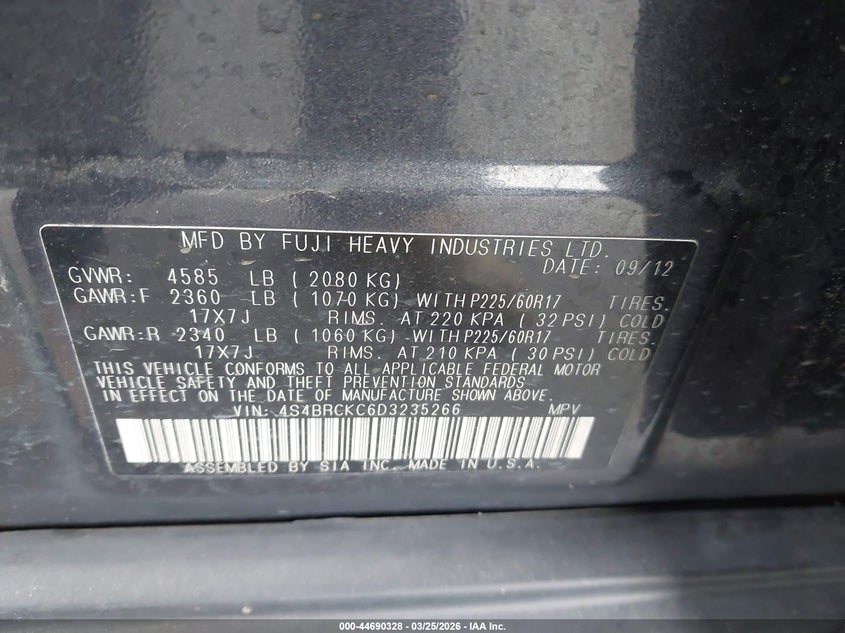 MFD BY FUJI HEAVY INDUSTRIES LTD.
DATE: 09/12
GVWR: 4585 LB ( 2080 KG)
GAWR:F 2360 LB ( 1070 KG) WITH P225/60R17 TIRES.
17X7J RIMS. AT 220 KPA ( 32 PSI) COLD
GAWR:R 2340 LB ( 1060 KG) WITH P225/60R17 TIRES.
17X7J RIMS. AT 210 KPA ( 30 PSI) COLD
THIS VEHICLE CONFORMS TO ALL APPLICABLE FEDERAL MOTOR
VEHICLE SAFETY AND THEFT PREVENTION STANDARDS
IN EFFECT ON THE DATE OF MANUFACTURE SHOWN ABOVE.
VIN: 4S4BRCKC6D3235266 MPV
ASSEMBLED BY SIA INC. MADE IN U.S.A.
000-44690328 - 03/25/2026 - IAA Inc.